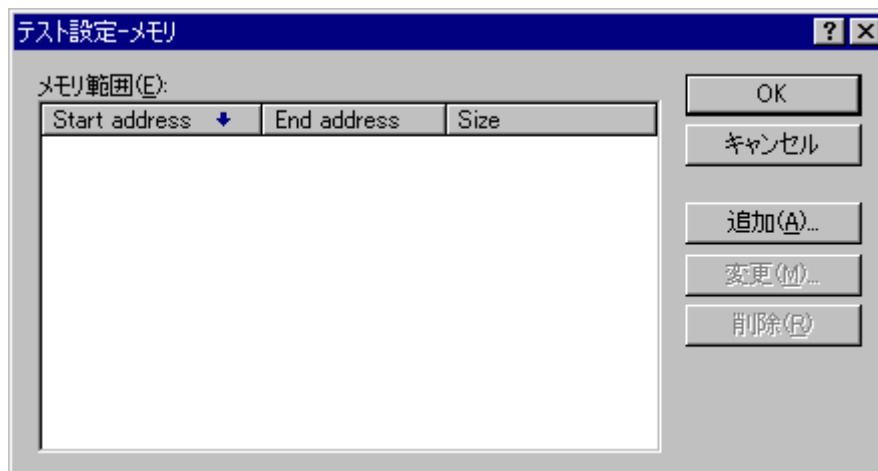 テスト設定-メモリ
メモリ範囲(E):
Start address End address Size
OK
キャンセル
追加(A)...
変更(M)...
削除(R)